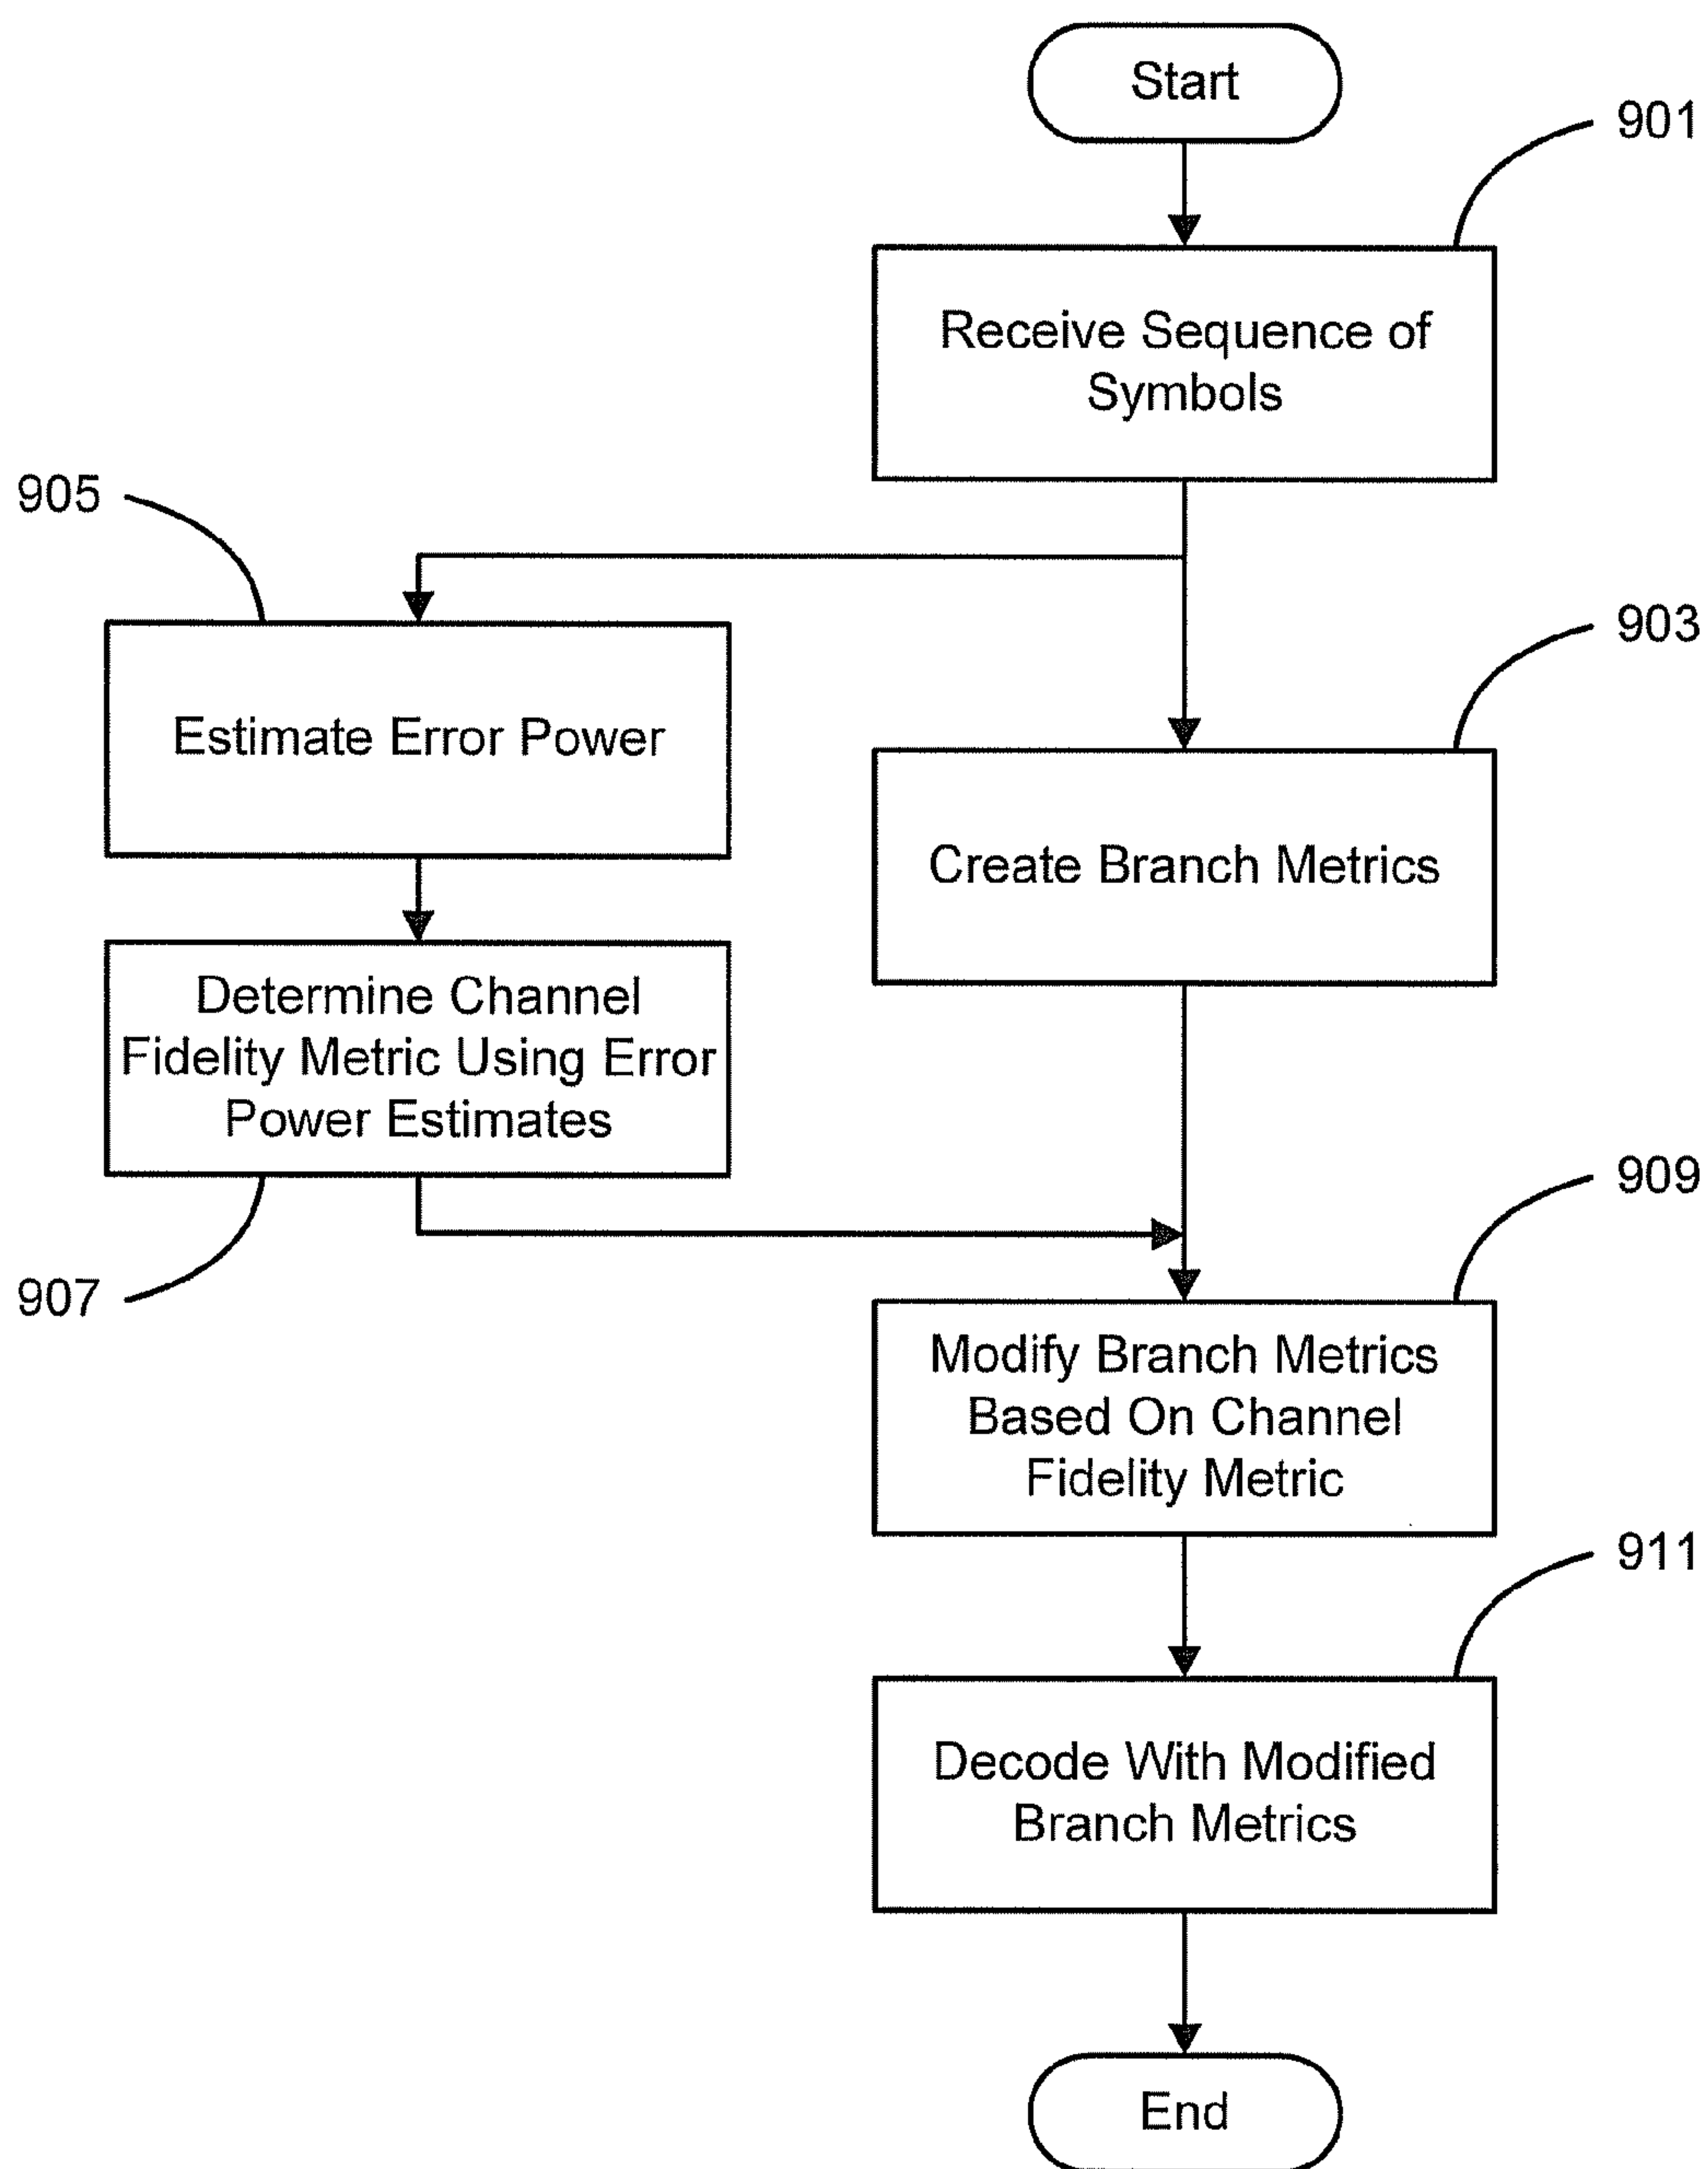 Start
901
Receive Sequence of
Symbols
905
903
Estimate Error Power
Create Branch Metrics
Determine Channel
Fidelity Metric Using Error
Power Estimates
909
907
Modify Branch Metrics
Based On Channel
Fidelity Metric
911
Decode With Modified
Branch Metrics
End